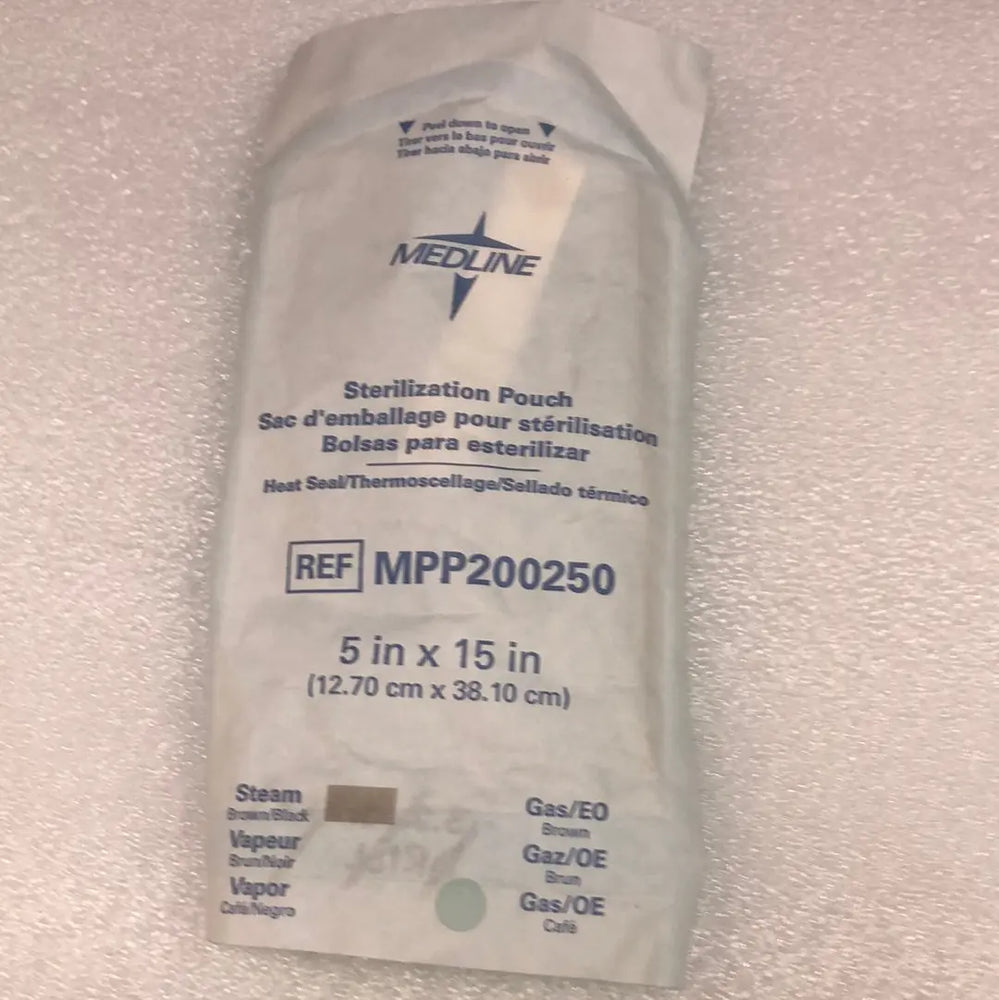 Peel down to open
Tirer vers le bas pour ouvrir
Tirar hacia abajo para abrir
MEDLINE
Sterilization Pouch
Sac d'emballage pour stérilisation
Bolsas para esterilizar
Heat Seal/Thermoscellage/Sellado térmico
REF MPP200250
5 in x 15 in
(12.70 cm x 38.10 cm)
Steam
Brown/Black
Vapeur
Brun/Noir
Vapor
Café/Negro
Gas/EO
Brown
Gaz/OE
Brun
Gas/OE
Café